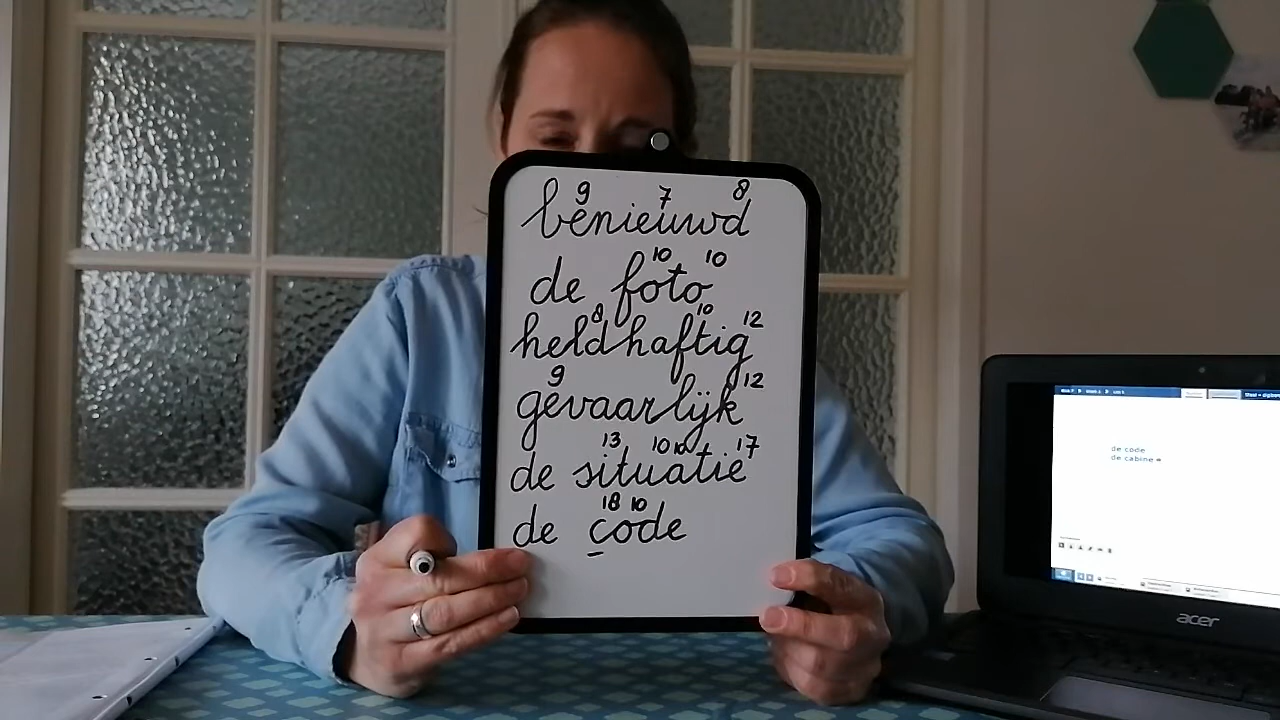 9 7 8
benieuwd
10 10
de foto
8 10 12
heldhaftig
9 12
gevaarlijk
13 10 10 17
de situatie
18 10
de code
de code
de cabine =
acer